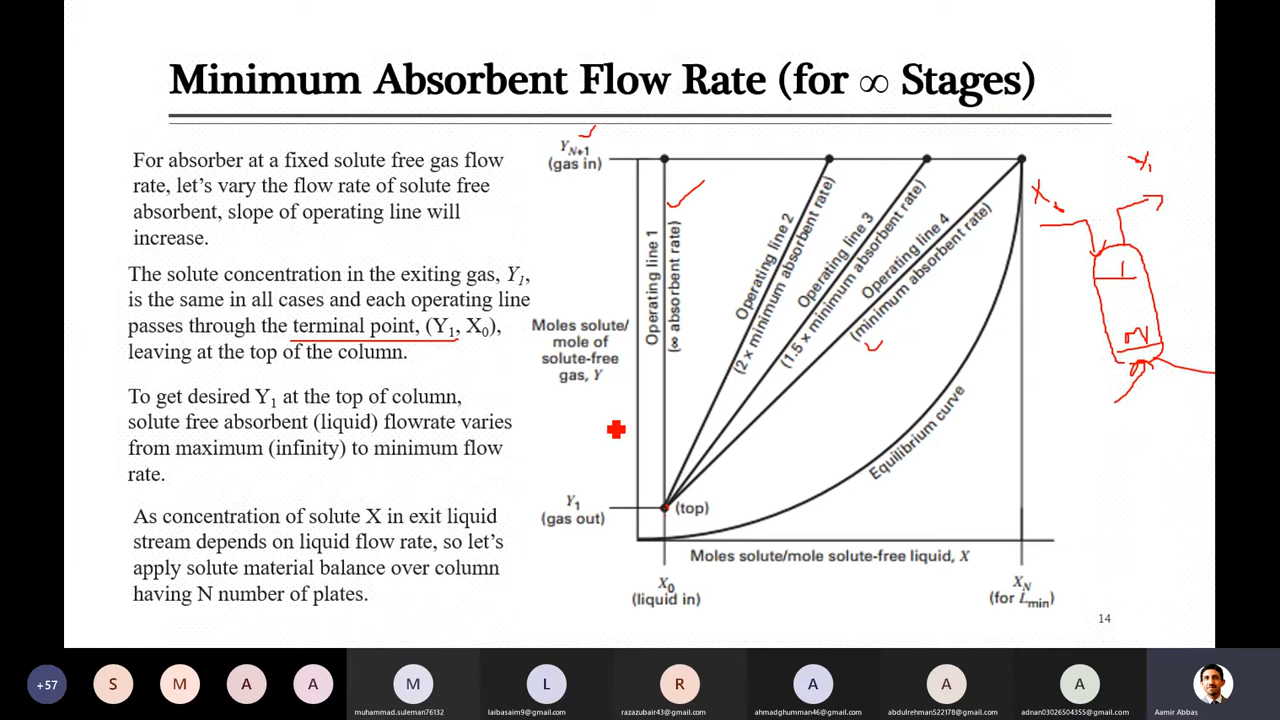 Minimum Absorbent Flow Rate (for ∞ Stages)
For absorber at a fixed solute free gas flow
rate, let's vary the flow rate of solute free
absorbent, slope of operating line will
increase.
The solute concentration in the exiting gas, Y1,
is the same in all cases and each operating line
passes through the terminal point, (Y1, X0),
leaving at the top of the column.
To get desired Y1 at the top of column,
solute free absorbent (liquid) flowrate varies
from maximum (infinity) to minimum flow
rate.
As concentration of solute X in exit liquid
stream depends on liquid flow rate, so let's
apply solute material balance over column
having N number of plates.
YN+1
(gas in)
Moles solute/
mole of
solute-free
gas, Y
Y1
(gas out)
Operating line 1
(∞ absorbent rate)
Operating line 2
(2 x minimum absorbent rate)
Operating line 3
(1.5 x minimum absorbent rate)
Operating line 4
(minimum absorbent rate)
Equilibrium curve
(top)
Moles solute/mole solute-free liquid, X
X0
(liquid in)
XN
(for Lmin)
Y1
X0
1
N
14
+57
S
M
A
A
M
L
R
A
A
A
muhammad.suleman76132
laibasaim9@gmail.com
razazubair43@gmail.com
ahmadghumman46@gmail.com
abdulrehman522178@gmail.com
adnan03026504355@gmail.com
Aamir Abbas